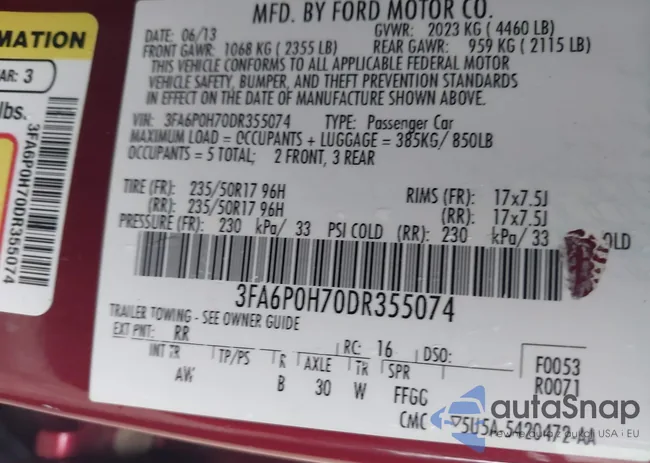 MFD. BY FORD MOTOR CO.
DATE: 06/13 GVWR: 2023 KG ( 4460 LB)
FRONT GAWR: 1068 KG ( 2355 LB) REAR GAWR: 959 KG ( 2115 LB)
THIS VEHICLE CONFORMS TO ALL APPLICABLE FEDERAL MOTOR
VEHICLE SAFETY, BUMPER, AND THEFT PREVENTION STANDARDS
IN EFFECT ON THE DATE OF MANUFACTURE SHOWN ABOVE.
VIN: 3FA6P0H70DR355074 TYPE: Passenger Car
MAXIMUM LOAD = OCCUPANTS + LUGGAGE = 385KG/ 850LB
OCCUPANTS = 5 TOTAL; 2 FRONT, 3 REAR
TIRE (FR): 235/50R17 96H RIMS (FR): 17x7.5J
(RR): 235/50R17 96H (RR): 17x7.5J
PRESSURE (FR): 230 kPa/ 33 PSI COLD (RR): 230 kPa/ 33 OLD
3FA6P0H70DR355074
TRAILER TOWING - SEE OWNER GUIDE
EXT PNT: RR RC: 16 DSO: F0053
INT TR TP/PS R AXLE TR SPR R0071
AW B 30 W FFGG
CMC ▽5U5A-5420472-AA
MATION
AR: 3
lbs.
3FA6P0H70DR355074
autaSnap